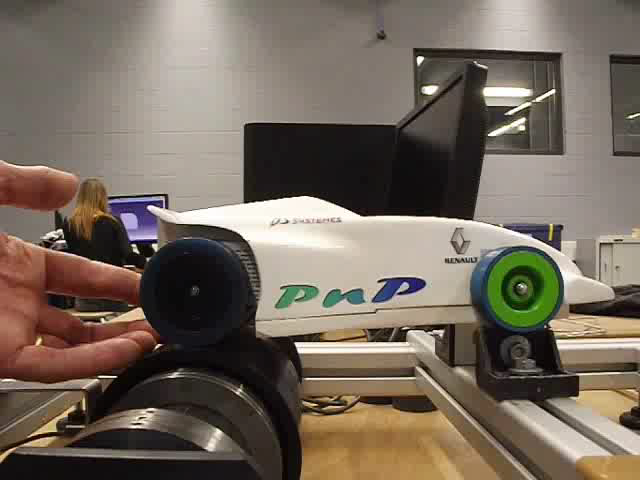 DS SYSTEMES
RENAULT
PnP